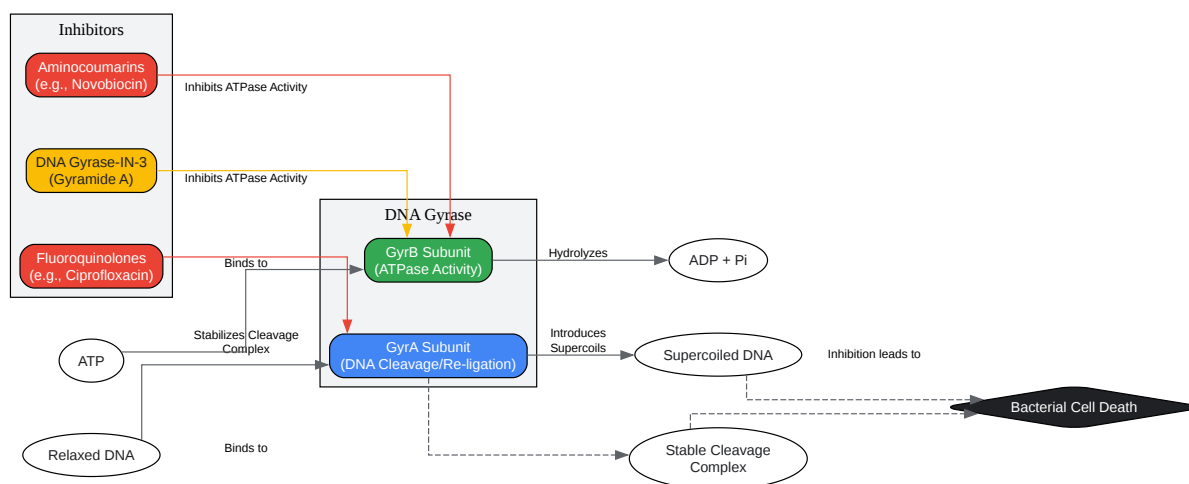 Inhibitors
Aminocoumarins
(e.g., Novobiocin)
Inhibits ATPase Activity
DNA Gyrase-IN-3
(Gyramide A)
Inhibits ATPase Activity
DNA Gyrase
Fluoroquinolones
(e.g., Ciprofloxacin)
Binds to
GyrB Subunit
(ATPase Activity)
Hydrolyzes
ADP + Pi
Stabilizes Cleavage
Complex
ATP
GyrA Subunit
(DNA Cleavage/Re-ligation)
Introduces
Supercoils
Supercoiled DNA
Inhibition leads to
Bacterial Cell Death
Relaxed DNA
Binds to
Stable Cleavage
Complex